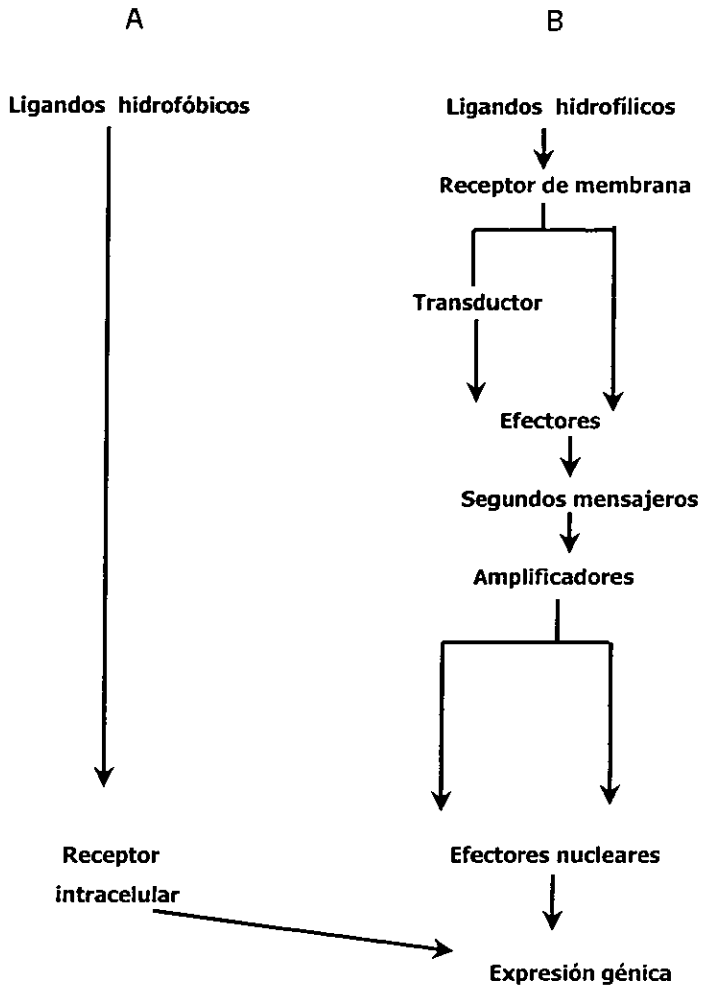 A
B
Ligandos hidrofóbicos
Ligandos hidrofílicos
Receptor de membrana
Transductor
Efectores
Segundos mensajeros
Amplificadores
Receptor
intracelular
Efectores nucleares
Expresión génica